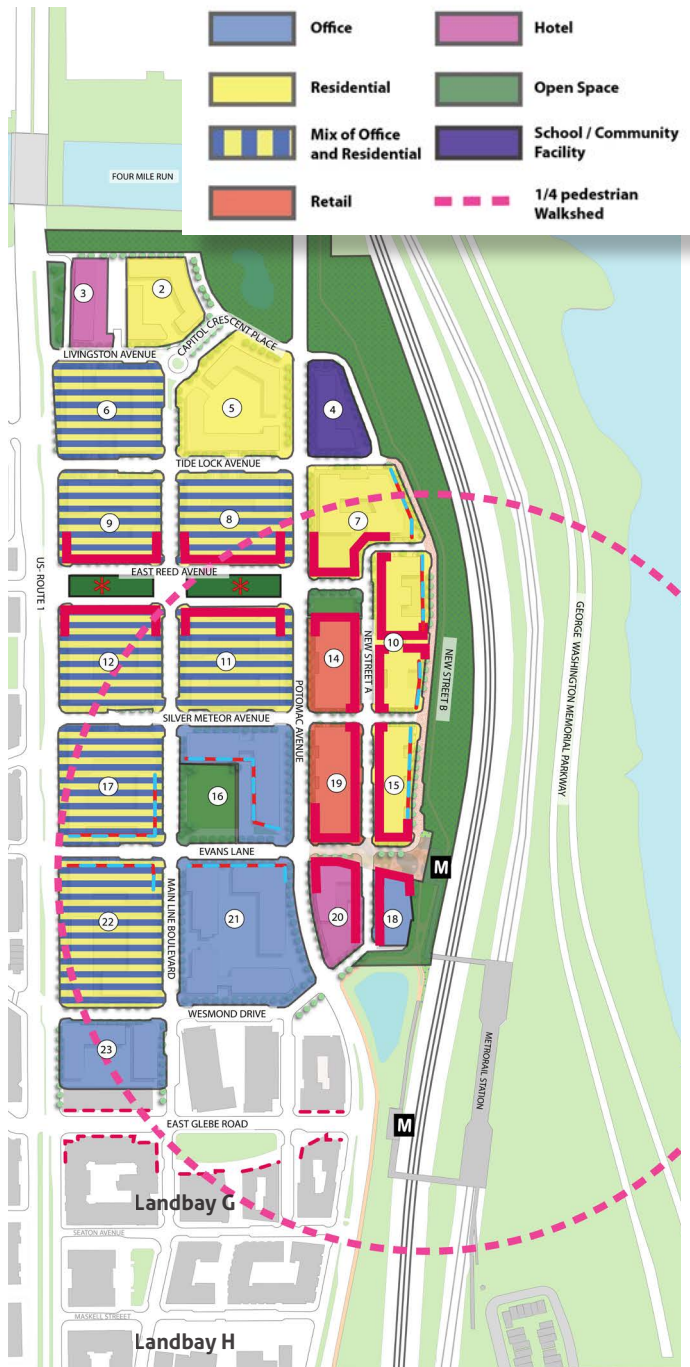 Office
Hotel
Residential
Open Space
Mix of Office
and Residential
School / Community
Facility
Retail
1/4 pedestrian
Walkshed
FOUR MILE RUN
3
2
CAPITOL CRESCENT PLACE
LIVINGSTON AVENUE
6
5
4
TIDE LOCK AVENUE
9
8
7
EAST REED AVENUE
US- ROUTE 1
12
11
14
NEW STREET A
10
NEW STREET B
GEORGE WASHINGTON MEMORIAL PARKWAY
SILVER METEOR AVENUE
POTOMAC AVENUE
17
16
19
15
EVANS LANE
M
22
MAIN LINE BOULEVARD
21
20
18
WESMOND DRIVE
23
METRORAIL STATION
EAST GLEBE ROAD
M
Landbay G
SEATON AVENUE
MASKELL STREEET
Landbay H